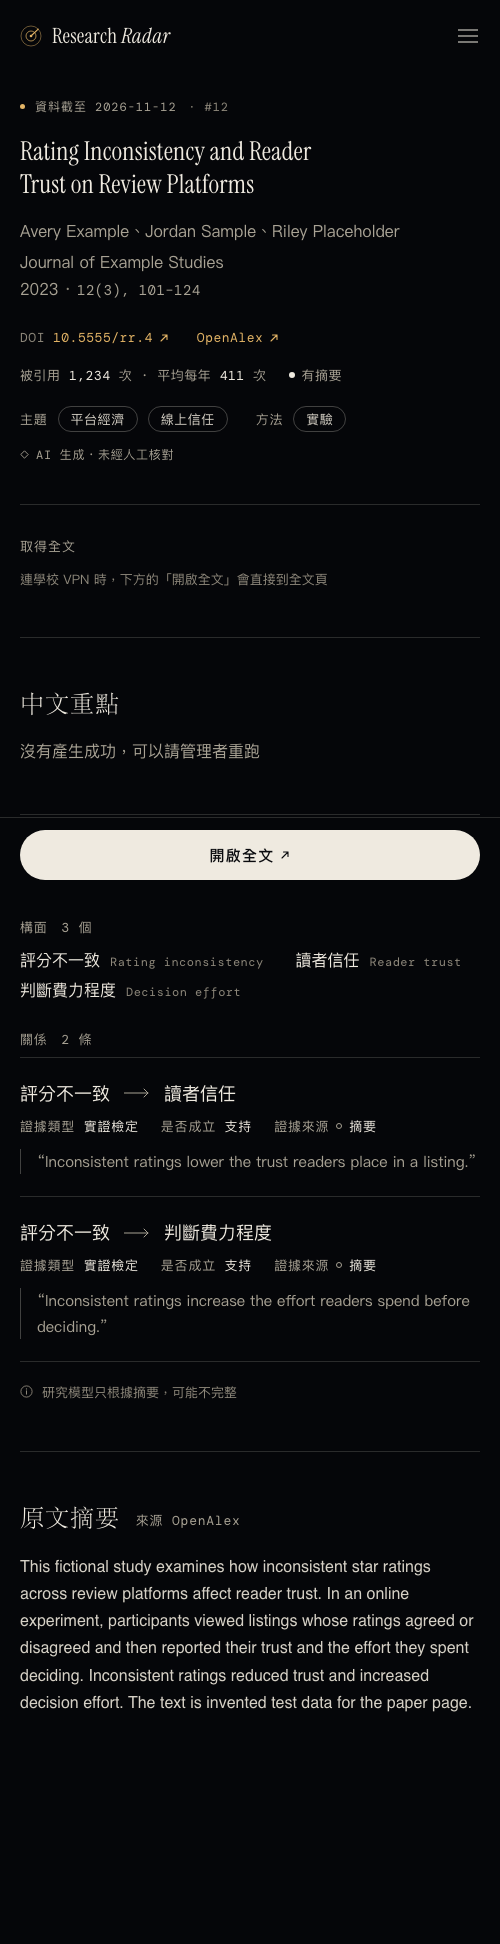 Research Radar
資料截至 2026-11-12 · #12
Rating Inconsistency and Reader
Trust on Review Platforms
Avery Example、Jordan Sample、Riley Placeholder
Journal of Example Studies
2023 · 12(3), 101–124
DOI 10.5555/rr.4 ↗ OpenAlex ↗
被引用 1,234 次 · 平均每年 411 次 有摘要
主題 平台經濟 線上信任 方法 實驗
◇ AI 生成 · 未經人工核對
取得全文
連學校 VPN 時，下方的「開啟全文」會直接到全文頁
中文重點
沒有產生成功，可以請管理者重跑
開啟全文 ↗
構面 3 個
評分不一致 Rating inconsistency 讀者信任 Reader trust
判斷費力程度 Decision effort
關係 2 條
評分不一致 → 讀者信任
證據類型 實證檢定 是否成立 支持 證據來源 ○ 摘要
“Inconsistent ratings lower the trust readers place in a listing.”
評分不一致 → 判斷費力程度
證據類型 實證檢定 是否成立 支持 證據來源 ○ 摘要
“Inconsistent ratings increase the effort readers spend before
deciding.”
ⓘ 研究模型只根據摘要，可能不完整
原文摘要 來源 OpenAlex
This fictional study examines how inconsistent star ratings
across review platforms affect reader trust. In an online
experiment, participants viewed listings whose ratings agreed or
disagreed and then reported their trust and the effort they spent
deciding. Inconsistent ratings reduced trust and increased
decision effort. The text is invented test data for the paper page.